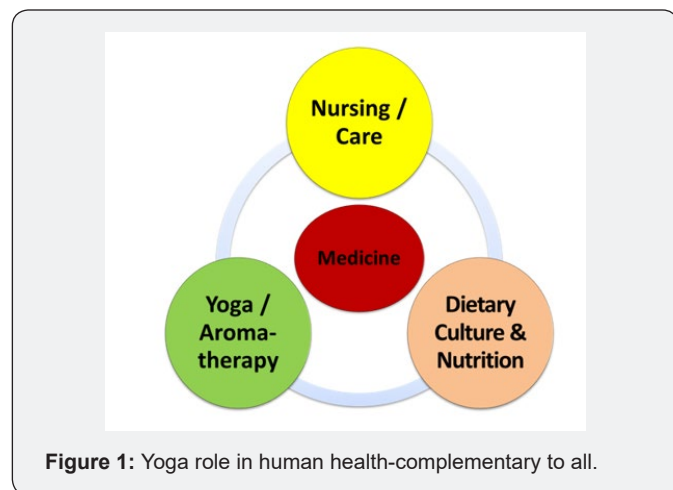 Nursing /
Care
Medicine
Yoga /
Aroma-
therapy
Dietary
Culture &
Nutrition
Figure 1: Yoga role in human health-complementary to all.